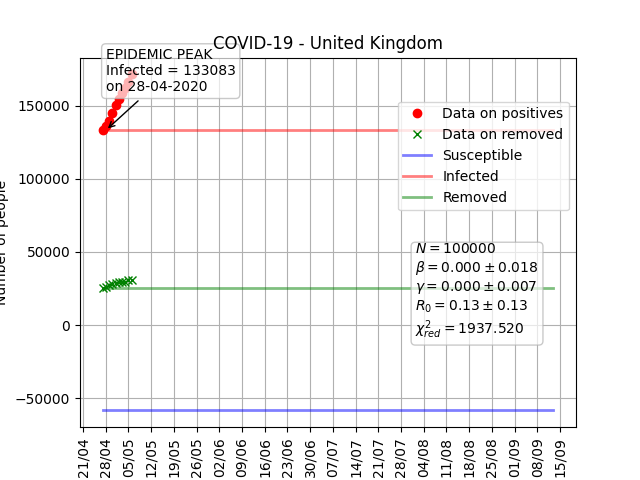 COVID-19 - United Kingdom
EPIDEMIC PEAK
Infected = 133083
on 28-04-2020
Data on positives
Data on removed
Susceptible
Infected
Removed
N = 100000
β = 0.000 ± 0.018
γ = 0.000 ± 0.007
R₀ = 0.13 ± 0.13
χ²_red = 1937.520
Number of people
150000
100000
50000
0
−50000
21/04
28/04
05/05
12/05
19/05
26/05
02/06
09/06
16/06
23/06
30/06
07/07
14/07
21/07
28/07
04/08
11/08
18/08
25/08
01/09
08/09
15/09